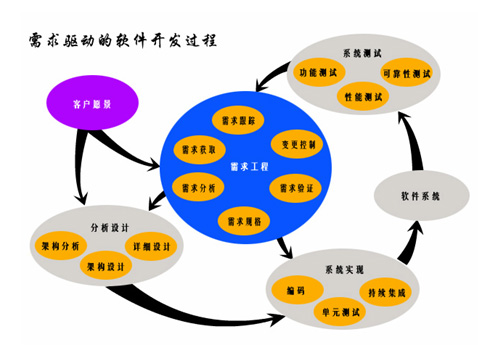 需求驱动的软件开发过程
系统测试
功能测试
可靠性测试
性能测试
客户愿景
需求跟踪
需求获取
变更控制
需求工程
需求分析
需求验证
需求规格
软件系统
分析设计
架构分析
详细设计
架构设计
系统实现
编码
持续集成
单元测试